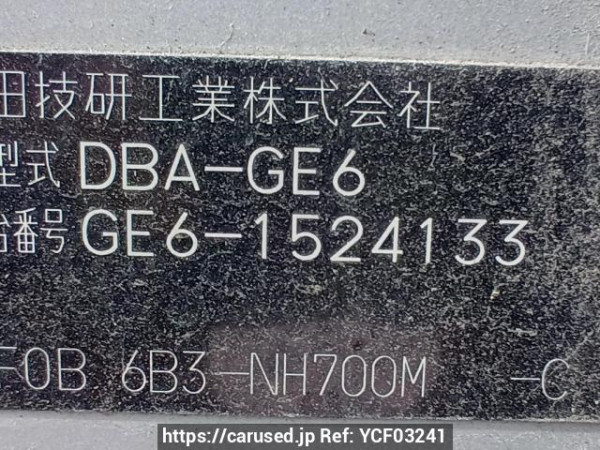 田技研工業株式会社
型式 DBA-GE6
台番号 GE6-1524133
F0B 6B3-NH700M -C
https://carused.jp Ref: YCF03241